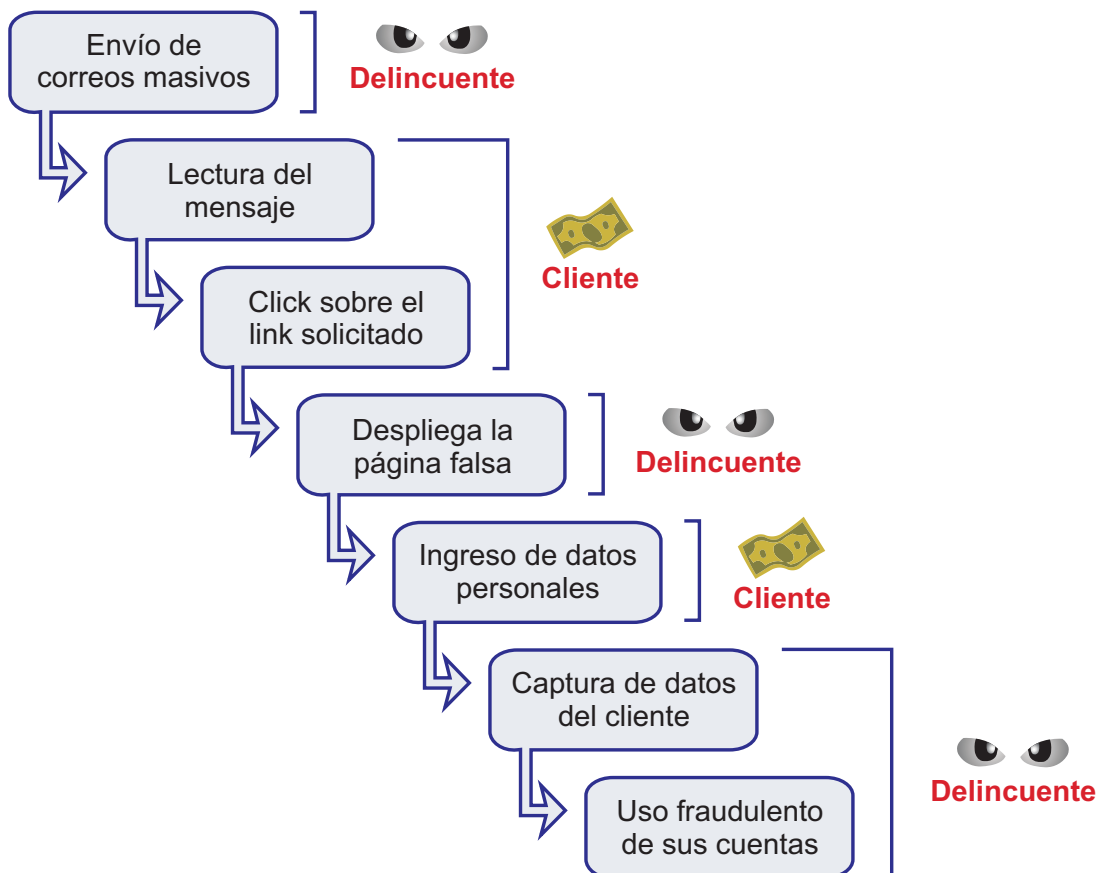 Envío de
correos masivos
Delincuente
Lectura del
mensaje
Click sobre el
link solicitado
Cliente
Despliega la
página falsa
Delincuente
Ingreso de datos
personales
Cliente
Captura de datos
del cliente
Uso fraudulento
de sus cuentas
Delincuente